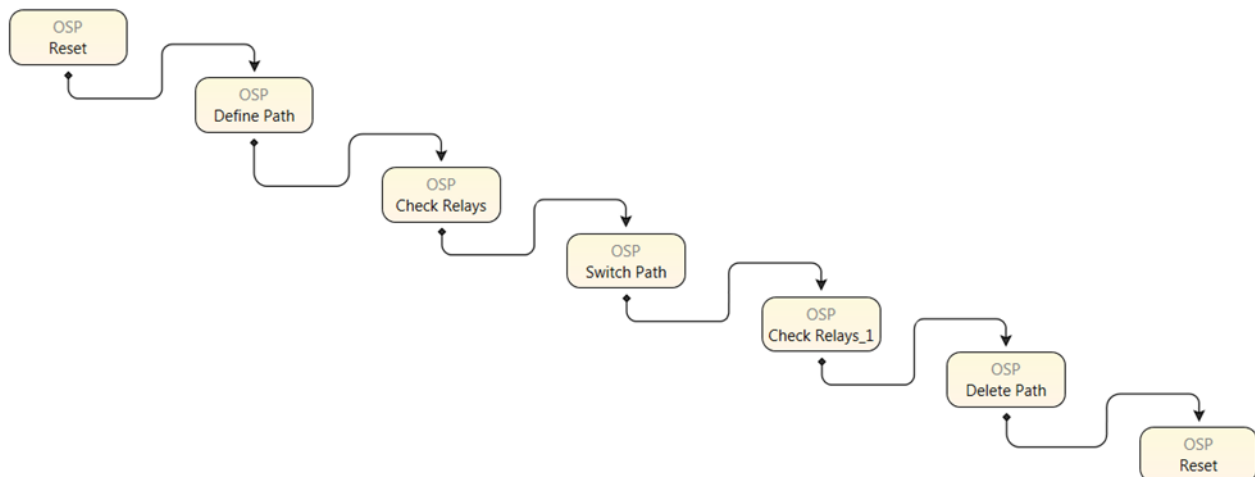 OSP
Reset
OSP
Define Path
OSP
Check Relays
OSP
Switch Path
OSP
Check Relays_1
OSP
Delete Path
OSP
Reset